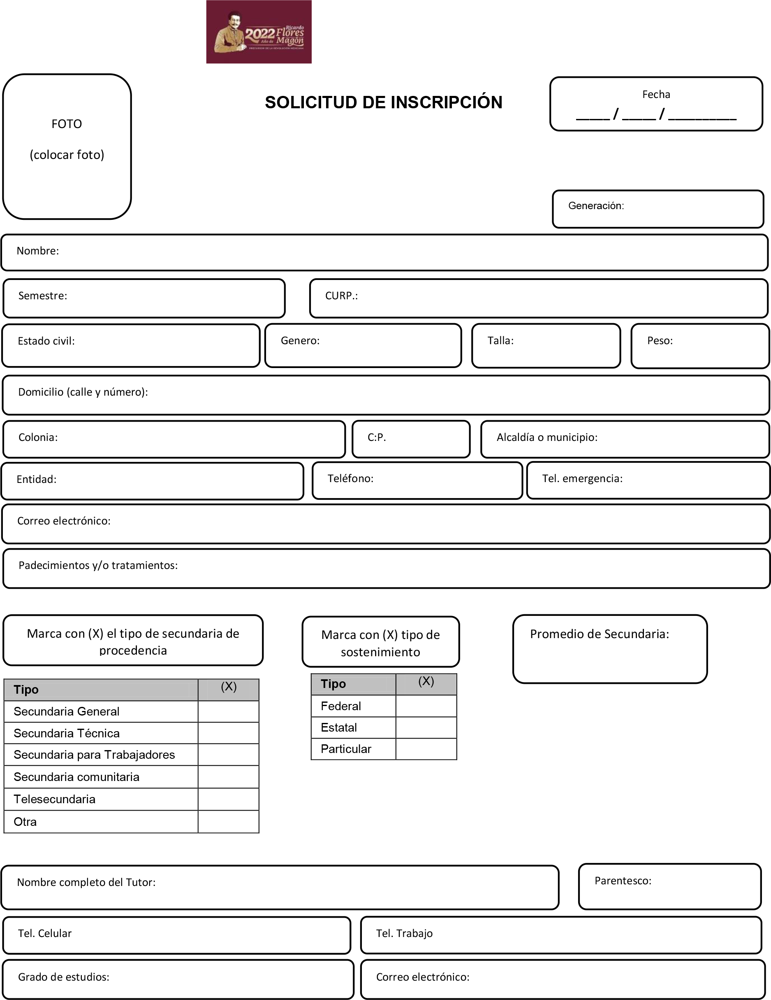 2022 Ricardo
Flores
Año de Magón
PRECURSOR DE LA REVOLUCIÓN MEXICANA
FOTO
(colocar foto)
SOLICITUD DE INSCRIPCIÓN
Fecha
_____ / _____ / __________
Generación:
Nombre:
Semestre: CURP.:
Estado civil: Genero: Talla: Peso:
Domicilio (calle y número):
Colonia: C:P. Alcaldía o municipio:
Entidad: Teléfono: Tel. emergencia:
Correo electrónico:
Padecimientos y/o tratamientos:
Marca con (X) el tipo de secundaria de
procedencia
Tipo (X)
Secundaria General
Secundaria Técnica
Secundaria para Trabajadores
Secundaria comunitaria
Telesecundaria
Otra
Marca con (X) tipo de
sostenimiento
Tipo (X)
Federal
Estatal
Particular
Promedio de Secundaria:
Nombre completo del Tutor: Parentesco:
Tel. Celular Tel. Trabajo
Grado de estudios: Correo electrónico: